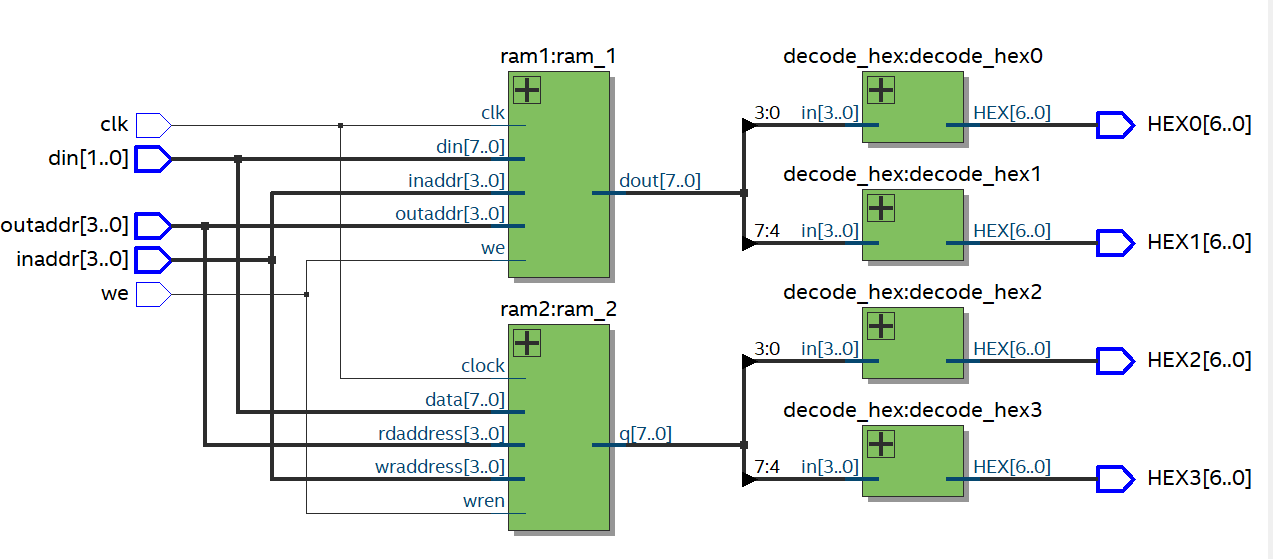 clk
din[1..0]
outaddr[3..0]
inaddr[3..0]
we
ram1:ram_1
clk
din[7..0]
inaddr[3..0]
outaddr[3..0]
we
dout[7..0]
ram2:ram_2
clock
data[7..0]
rdaddress[3..0]
wraddress[3..0]
wren
q[7..0]
decode_hex:decode_hex0
3:0 in[3..0] HEX[6..0] HEX0[6..0]
decode_hex:decode_hex1
7:4 in[3..0] HEX[6..0] HEX1[6..0]
decode_hex:decode_hex2
3:0 in[3..0] HEX[6..0] HEX2[6..0]
decode_hex:decode_hex3
7:4 in[3..0] HEX[6..0] HEX3[6..0]